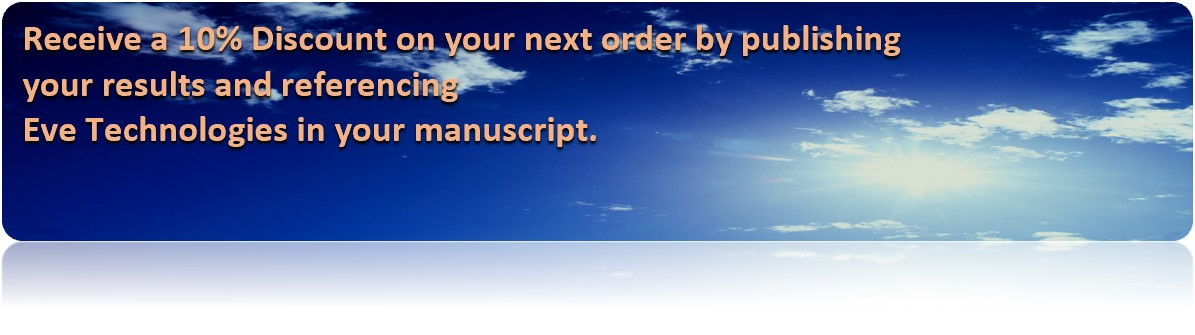 Receive a 10% Discount on your next order by publishing
your results and referencing
Eve Technologies in your manuscript.